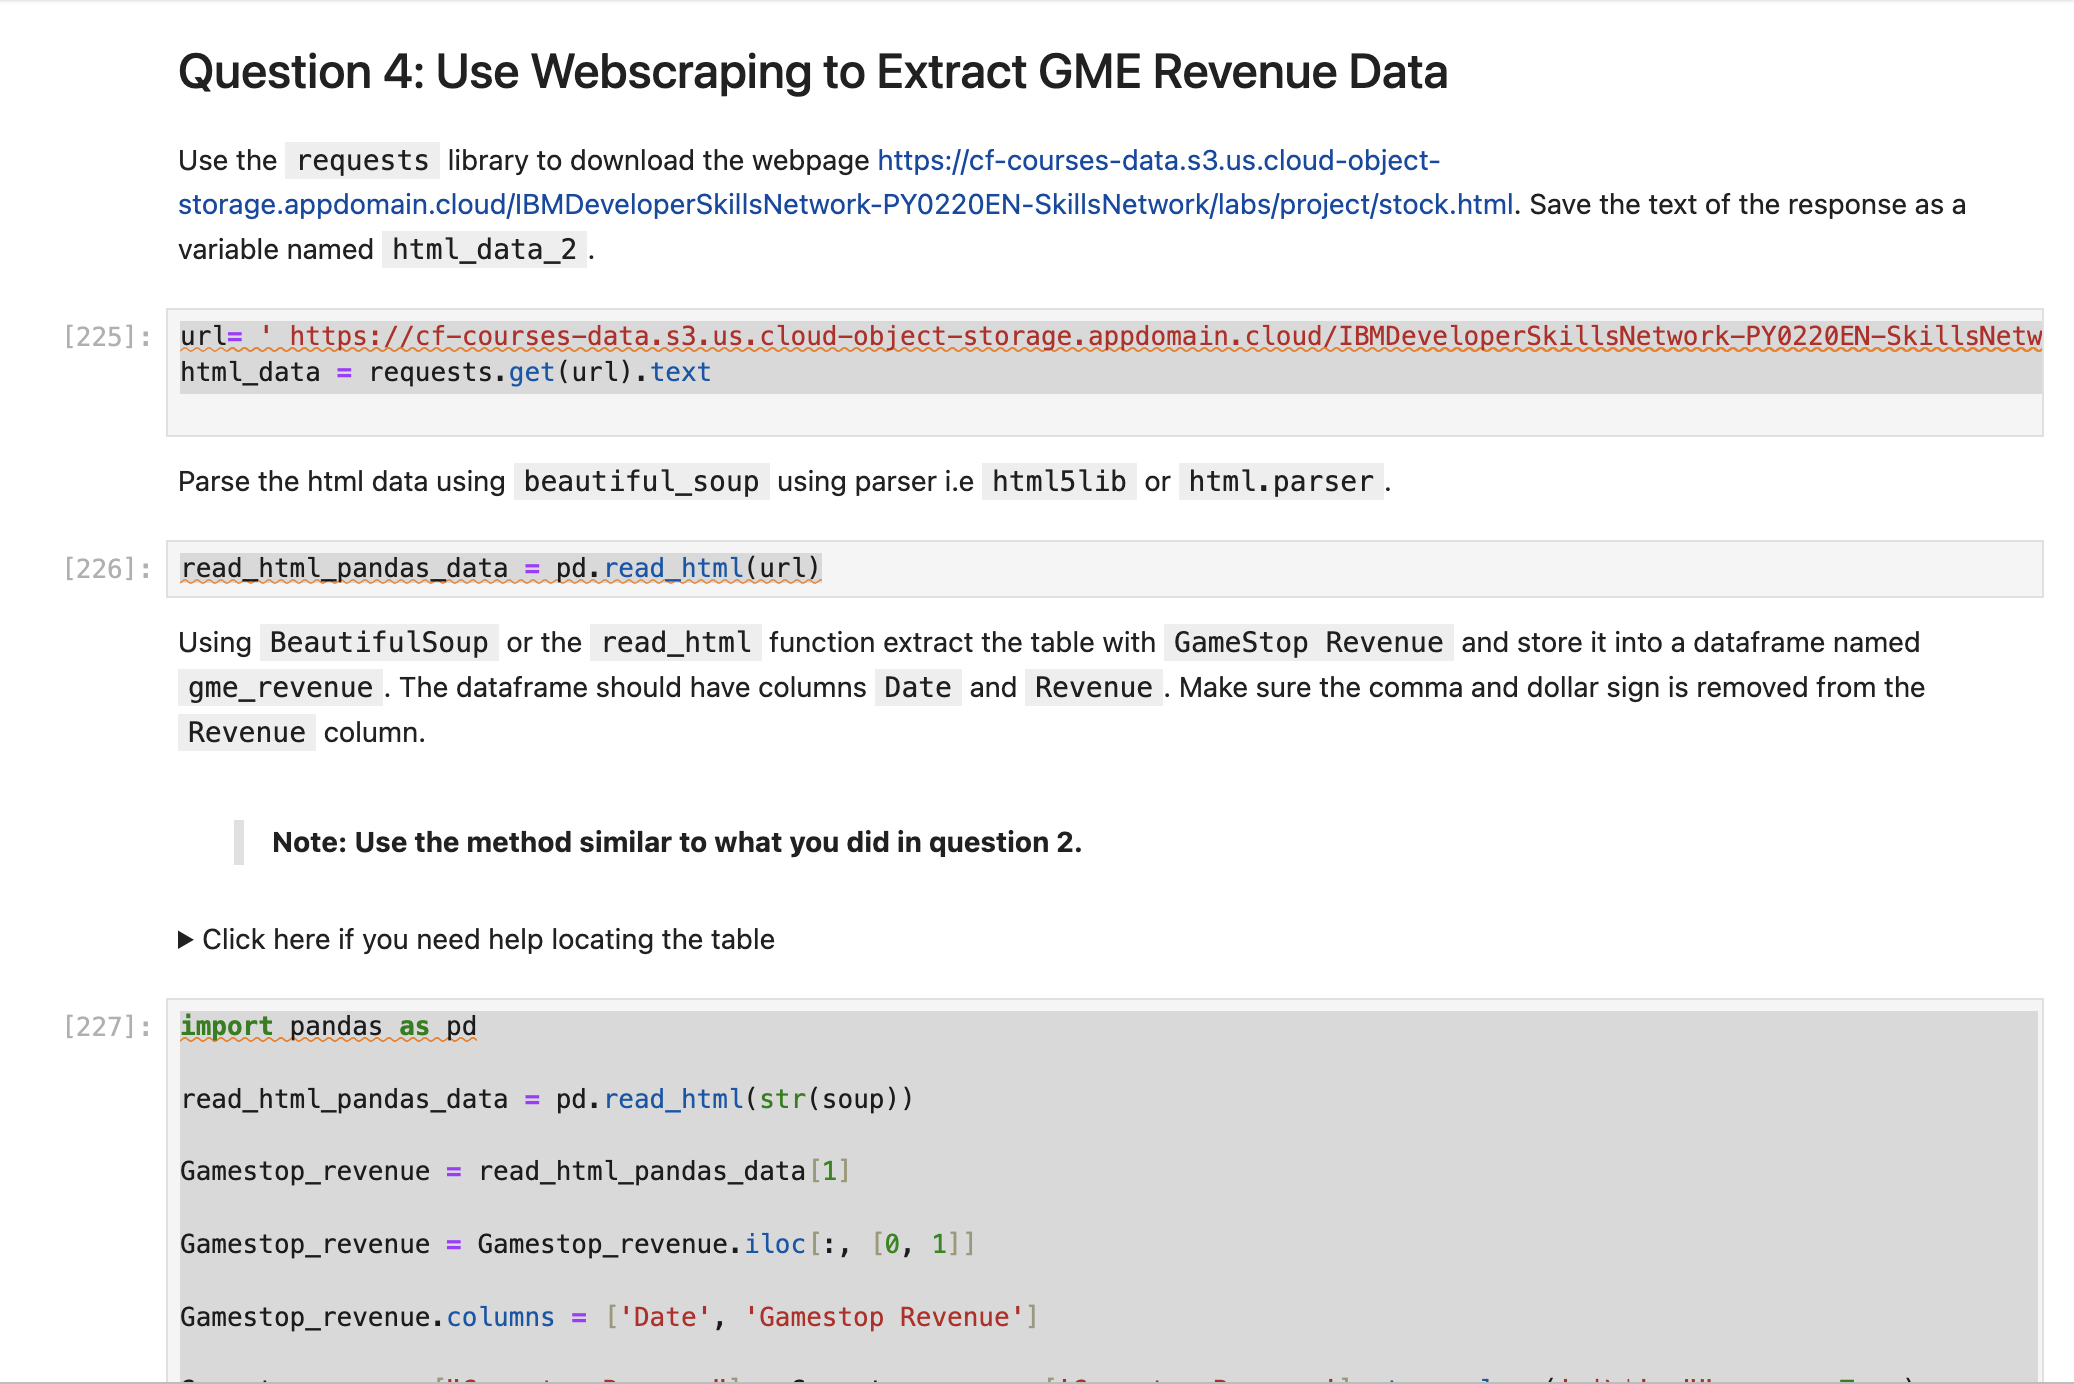 Question 4: Use Webscraping to Extract GME Revenue Data
Use the requests library to download the webpage https://cf-courses-data.s3.us.cloud-object-
storage.appdomain.cloud/IBMDeveloperSkillsNetwork-PY0220EN-SkillsNetwork/labs/project/stock.html. Save the text of the response as a
variable named html_data_2 .
[225]: url= ' https://cf-courses-data.s3.us.cloud-object-storage.appdomain.cloud/IBMDeveloperSkillsNetwork-PY0220EN-SkillsNetw
html_data = requests.get(url).text
Parse the html data using beautiful_soup using parser i.e html5lib or html.parser .
[226]: read_html_pandas_data = pd.read_html(url)
Using BeautifulSoup or the read_html function extract the table with GameStop Revenue and store it into a dataframe named
gme_revenue . The dataframe should have columns Date and Revenue . Make sure the comma and dollar sign is removed from the
Revenue column.
Note: Use the method similar to what you did in question 2.
▶ Click here if you need help locating the table
[227]: import pandas as pd
read_html_pandas_data = pd.read_html(str(soup))
Gamestop_revenue = read_html_pandas_data[1]
Gamestop_revenue = Gamestop_revenue.iloc[:, [0, 1]]
Gamestop_revenue.columns = ['Date', 'Gamestop Revenue']